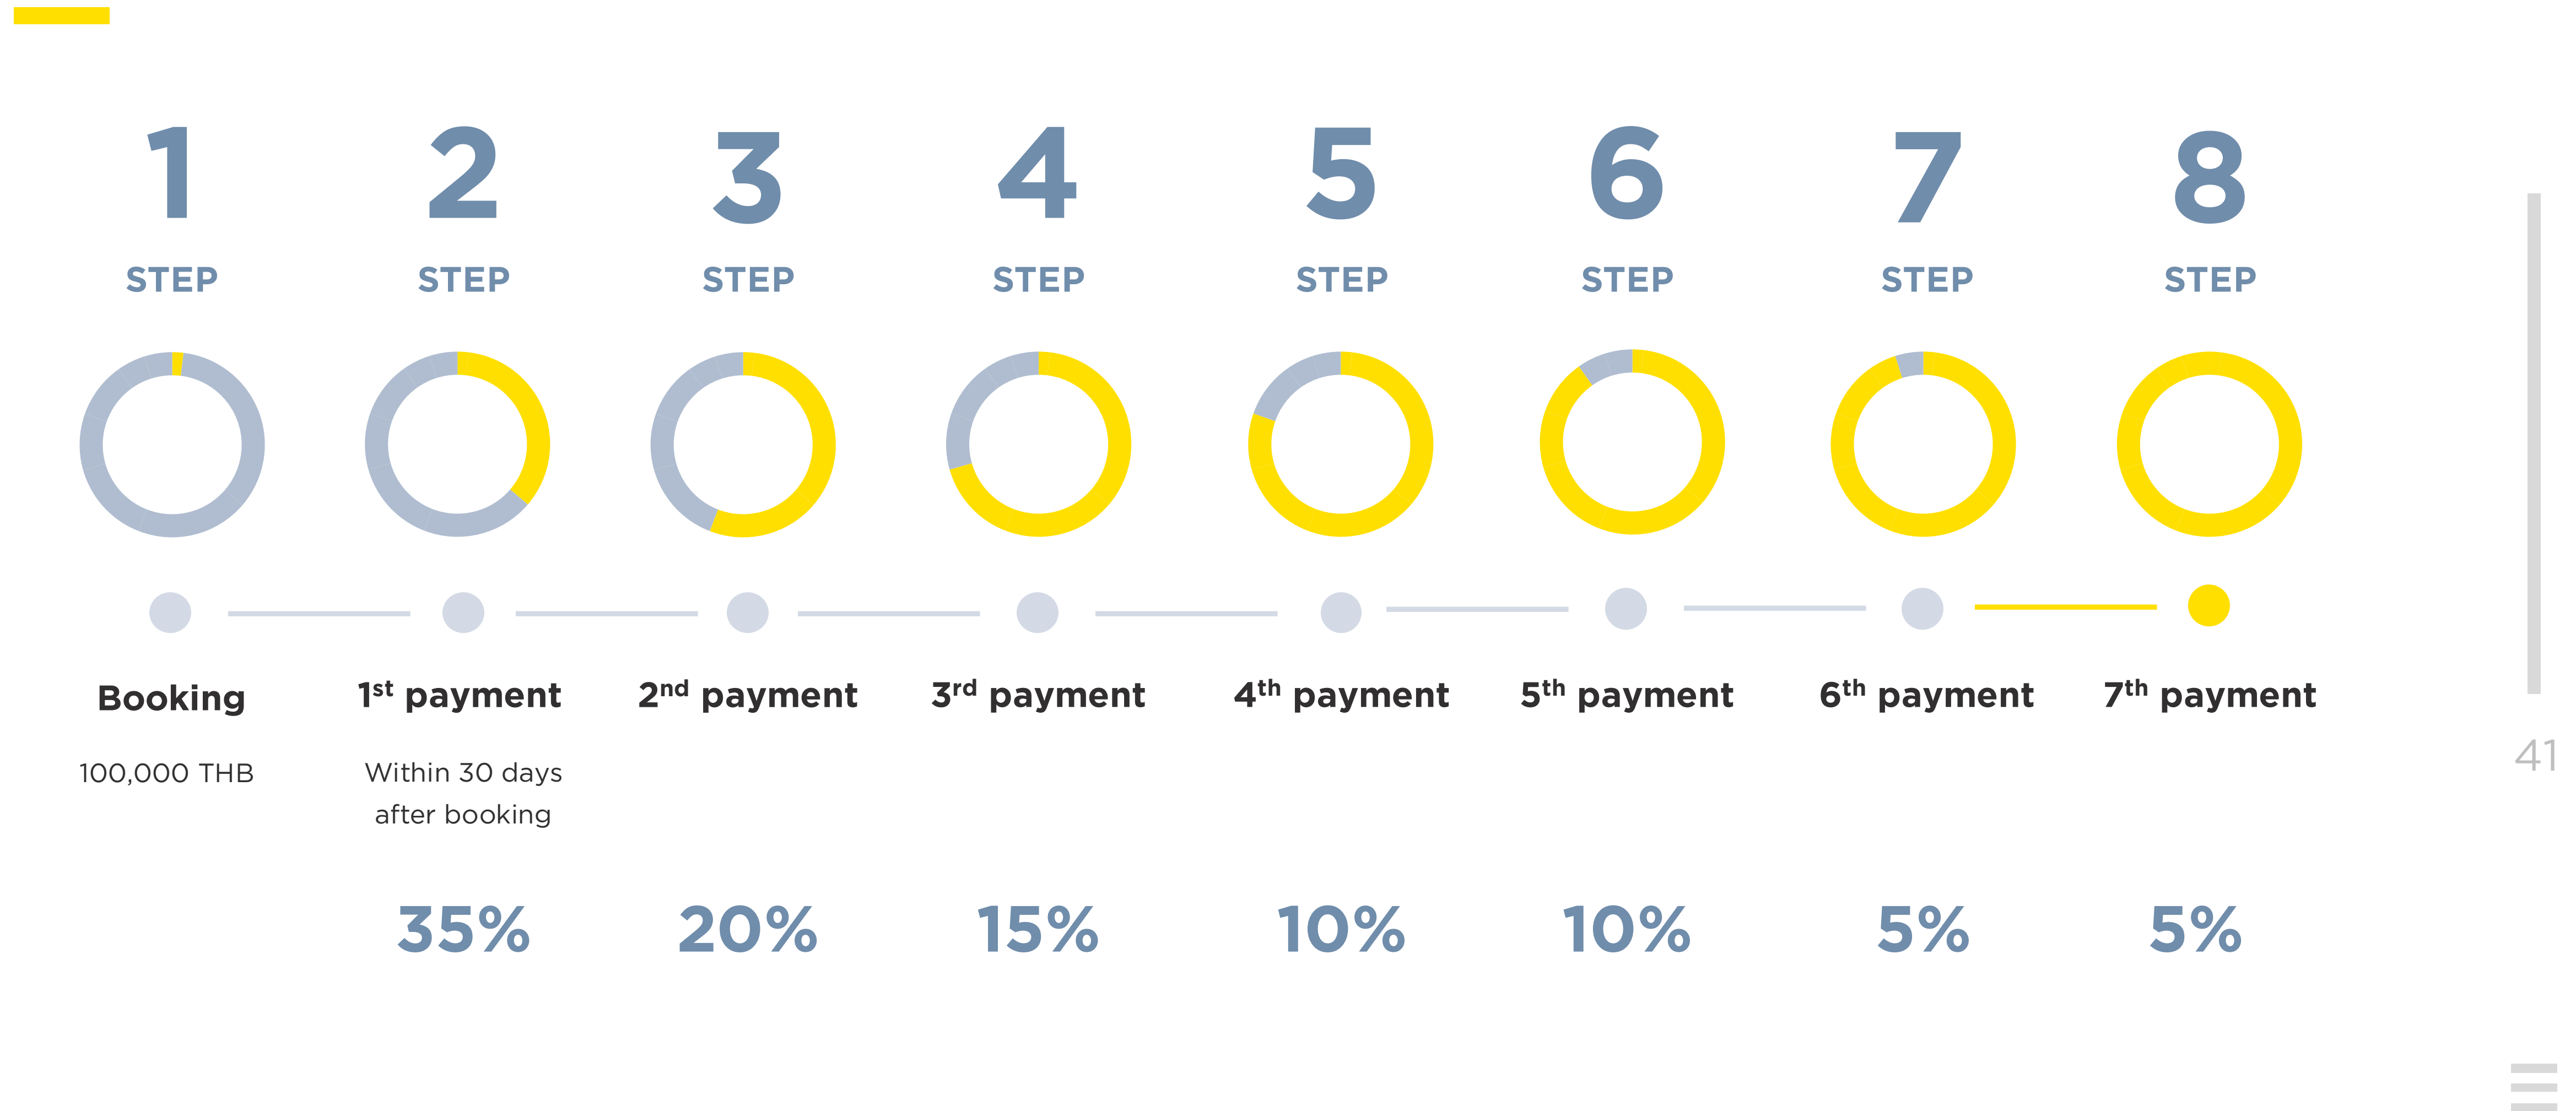 1 2 3 4 5 6 7 8
STEP STEP STEP STEP STEP STEP STEP STEP
Booking 1st payment 2nd payment 3rd payment 4th payment 5th payment 6th payment 7th payment
100,000 THB Within 30 days
after booking
35% 20% 15% 10% 10% 5% 5%
41